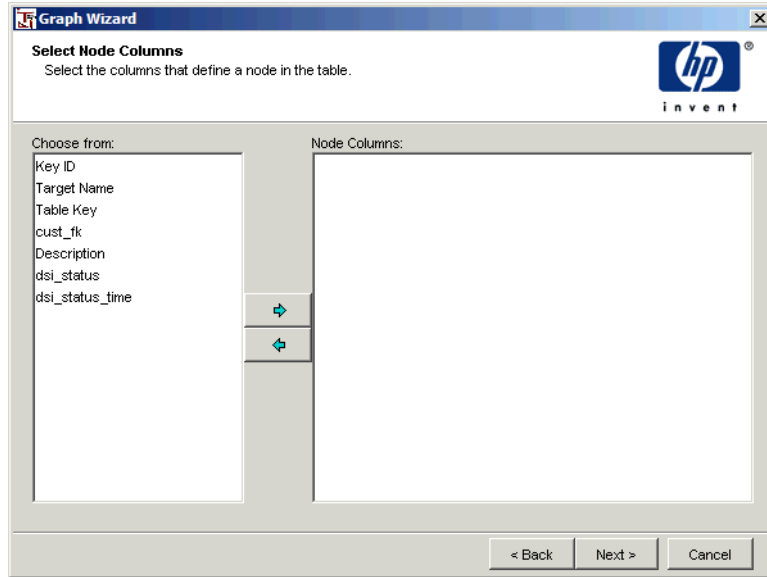 Graph Wizard
Select Node Columns
Select the columns that define a node in the table.
hp
®
invent
Choose from:
Node Columns:
Key ID
Target Name
Table Key
cust_fk
Description
dsi_status
dsi_status_time
< Back
Next >
Cancel